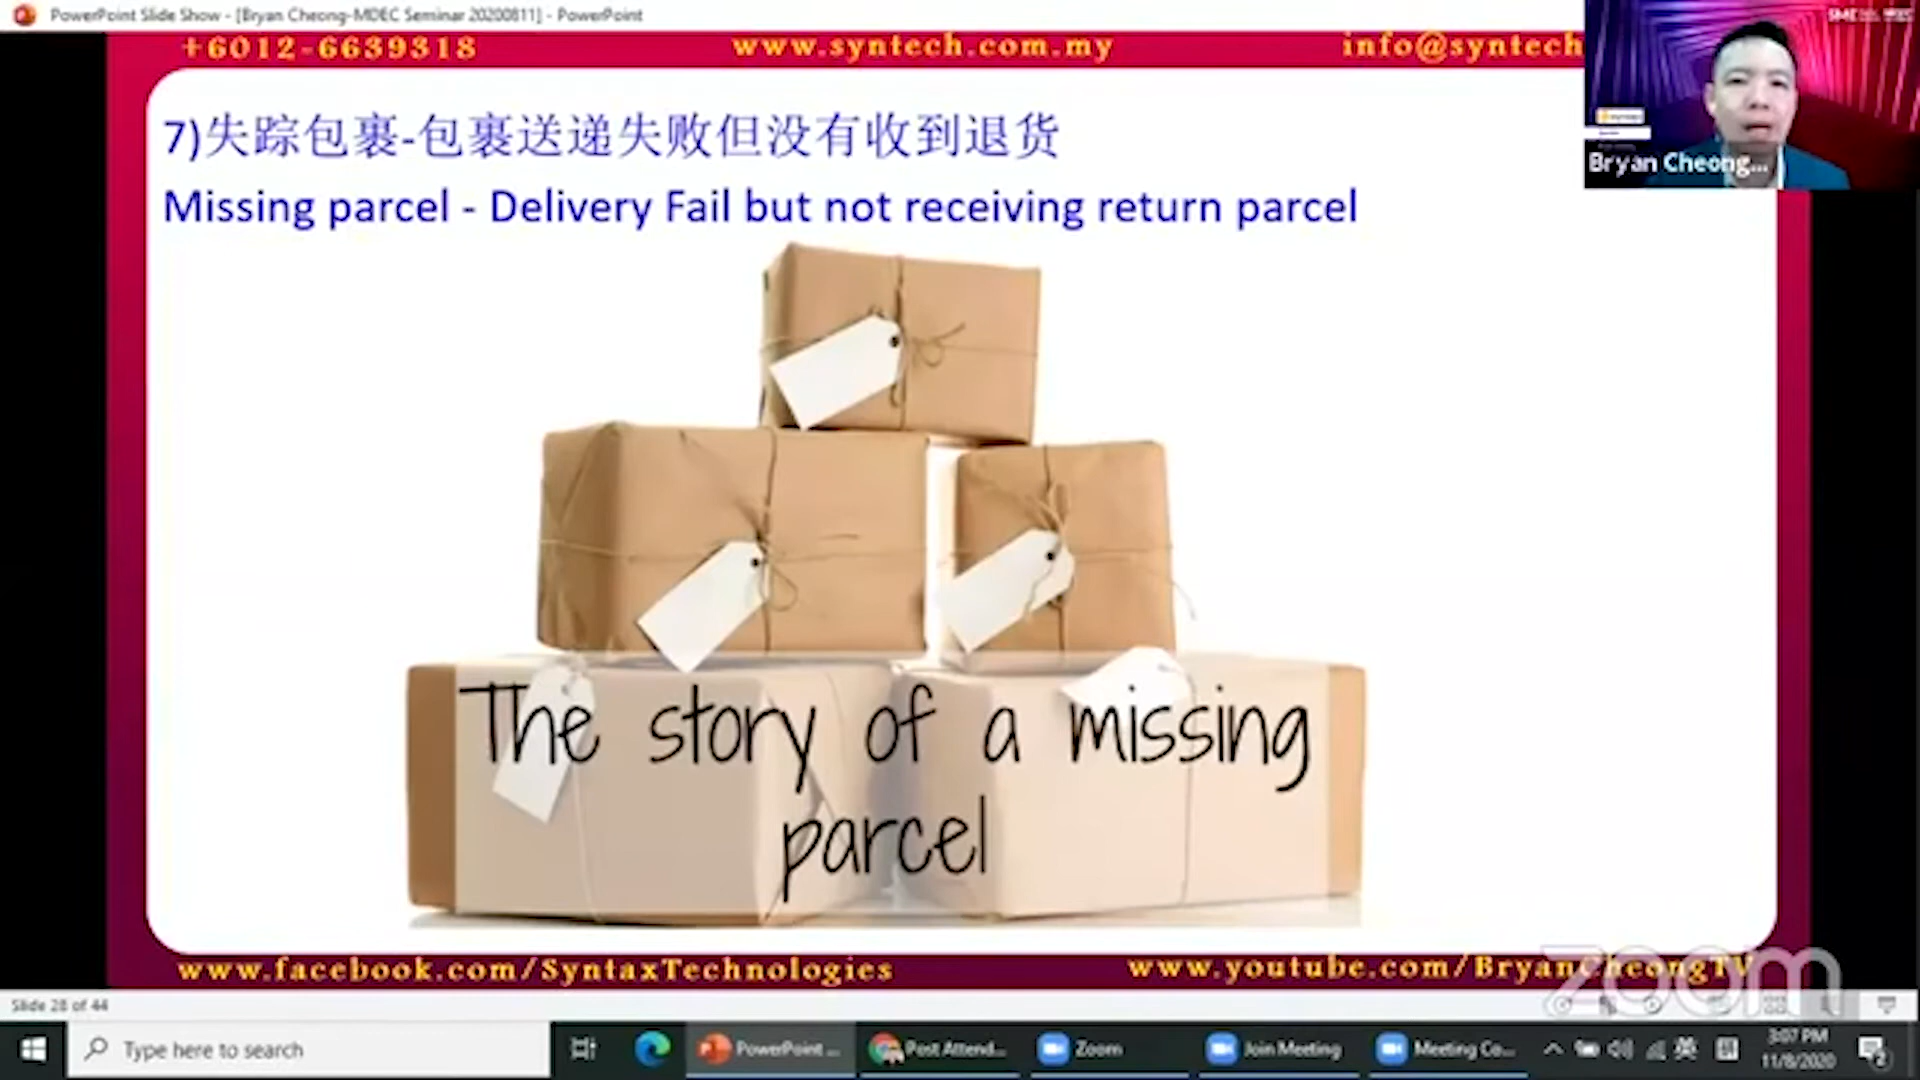 PowerPoint Slide Show - [Bryan Cheong-MDEC Seminar 20200811] - PowerPoint
+6012-6639318 www.syntech.com.my info@syntech
Bryan Cheong...
7)失踪包裹-包裹送递失败但没有收到退货
Missing parcel - Delivery Fail but not receiving return parcel
The story of a missing
parcel
www.facebook.com/SyntaxTechnologies www.youtube.com/BryanCheongTV
zoom
Slide 28 of 44
Type here to search
PowerPoint ...
Post Attend...
Zoom
Join Meeting
Meeting Co...
英
3:07 PM
11/8/2020
2